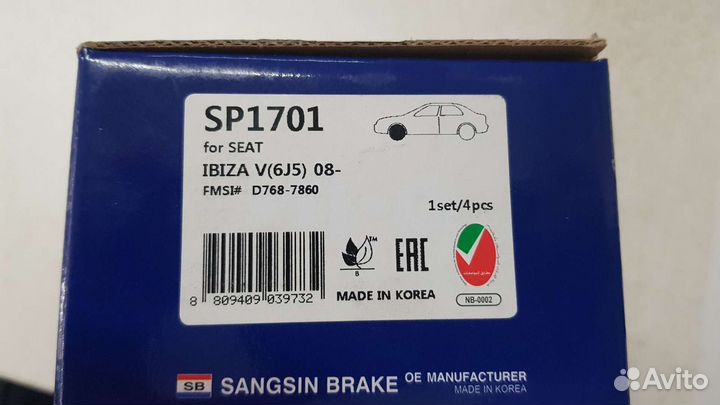 SP1701
for SEAT
IBIZA V(6J5) 08-
FMSI# D768-7860
1set/4pcs
TM
B
EAC
8 809409 039732
MADE IN KOREA
NB-0002
SB SANGSIN BRAKE
OE MANUFACTURER
MADE IN KOREA
Avito